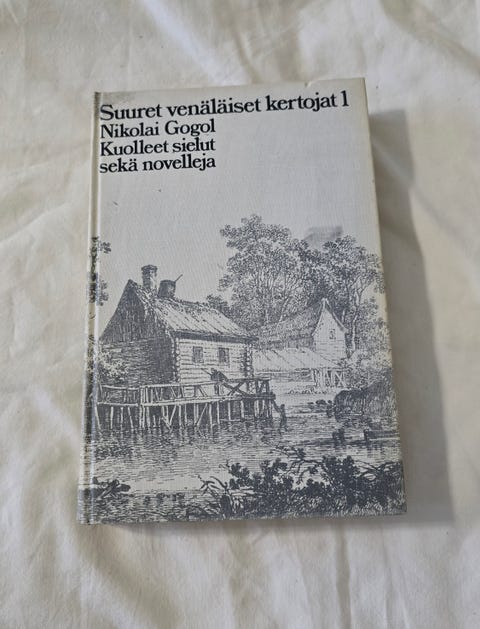 Suuret venäläiset kertojat 1
Nikolai Gogol
Kuolleet sielut
sekä novelleja